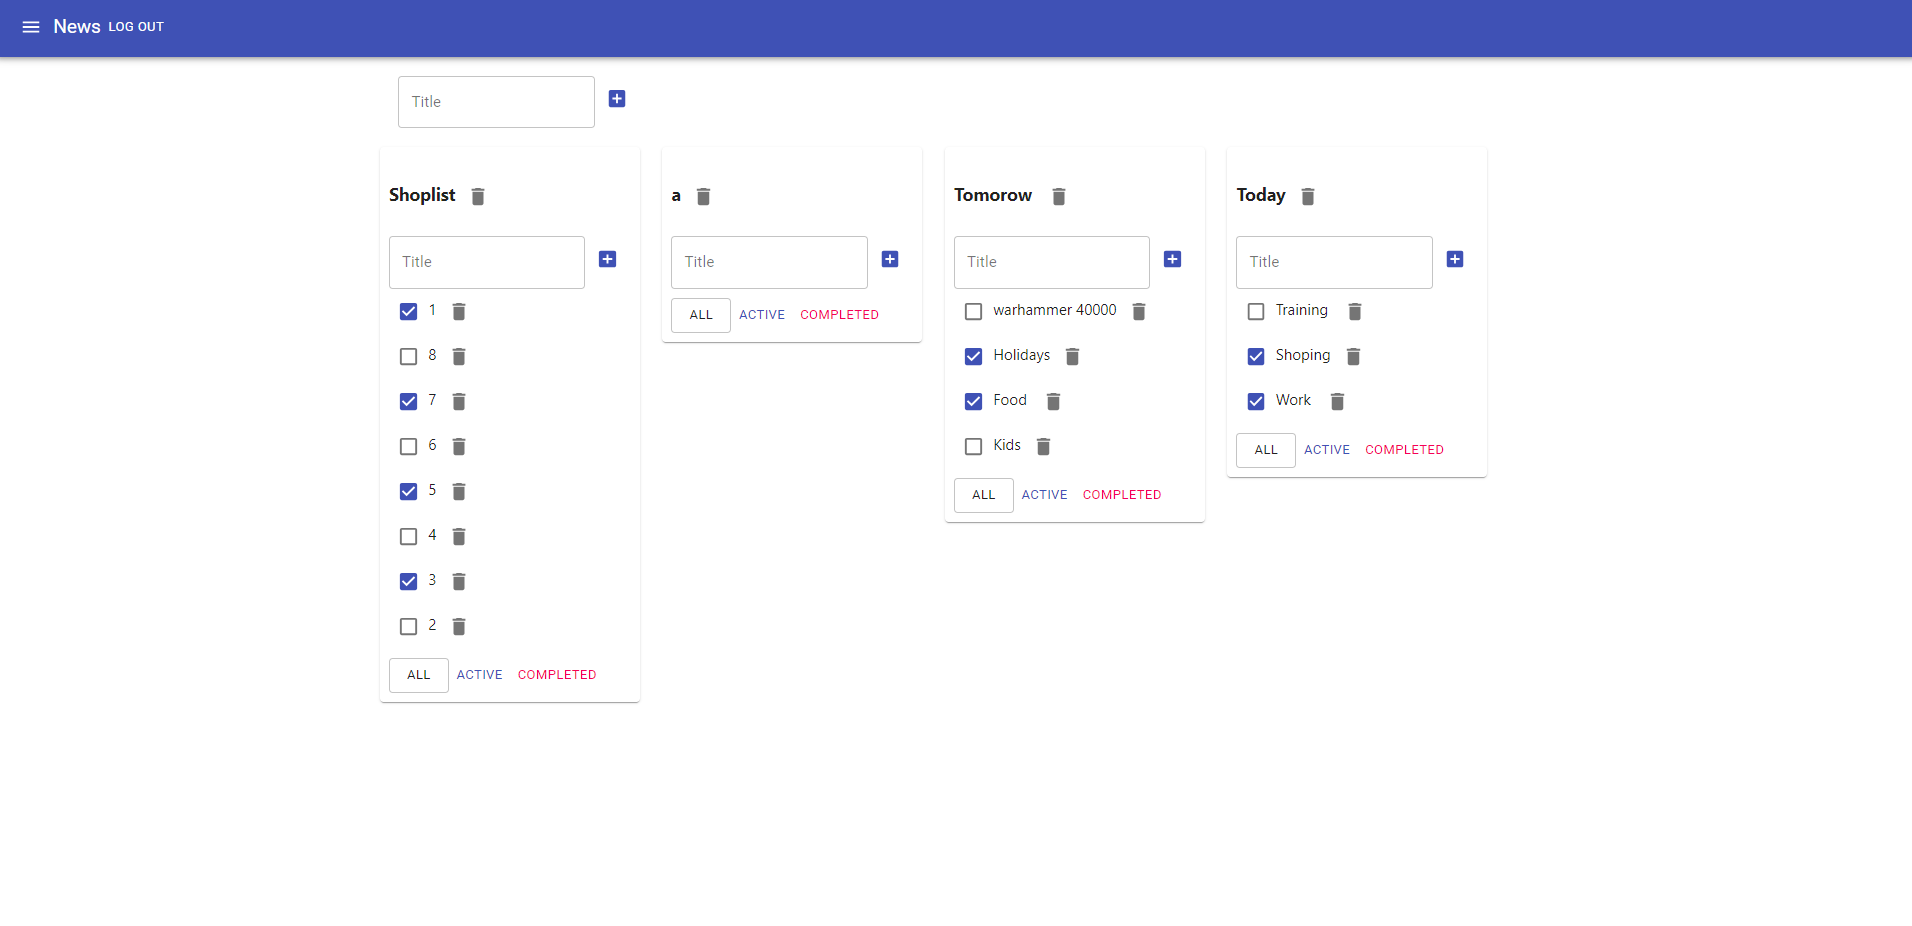 News LOG OUT
Title
Shoplist
Title
1
8
7
6
5
4
3
2
ALL ACTIVE COMPLETED
a
Title
ALL ACTIVE COMPLETED
Tomorow
Title
warhammer 40000
Holidays
Food
Kids
ALL ACTIVE COMPLETED
Today
Title
Training
Shoping
Work
ALL ACTIVE COMPLETED